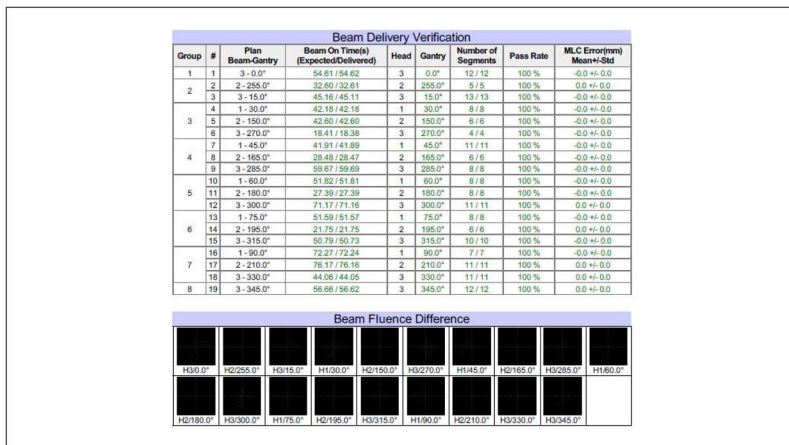 Beam Delivery Verification
Group # Plan Beam-Gantry Beam On Time(s) (Expected/Delivered) Head Gantry Number of Segments Pass Rate MLC Error(mm) Mean+/-Std
1 1 3 - 0.0° 54.61 / 54.62 3 0.0° 12 / 12 100 % -0.0 +/- 0.0
2 2 2 - 255.0° 32.60 / 32.61 2 255.0° 5 / 5 100 % 0.0 +/- 0.0
3 3 - 15.0° 45.16 / 45.11 3 15.0° 13 / 13 100 % -0.0 +/- 0.0
3 4 1 - 30.0° 42.18 / 42.18 1 30.0° 8 / 8 100 % -0.0 +/- 0.0
5 2 - 150.0° 42.60 / 42.60 2 150.0° 6 / 6 100 % -0.0 +/- 0.0
6 3 - 270.0° 18.41 / 18.38 3 270.0° 4 / 4 100 % -0.0 +/- 0.0
4 7 1 - 45.0° 41.91 / 41.89 1 45.0° 11 / 11 100 % -0.0 +/- 0.0
8 2 - 165.0° 28.48 / 28.47 2 165.0° 6 / 6 100 % -0.0 +/- 0.0
9 3 - 285.0° 59.67 / 59.69 3 285.0° 8 / 8 100 % -0.0 +/- 0.0
5 10 1 - 60.0° 51.82 / 51.81 1 60.0° 8 / 8 100 % -0.0 +/- 0.0
11 2 - 180.0° 27.39 / 27.39 2 180.0° 8 / 8 100 % -0.0 +/- 0.0
12 3 - 300.0° 71.17 / 71.16 3 300.0° 11 / 11 100 % 0.0 +/- 0.0
6 13 1 - 75.0° 51.59 / 51.57 1 75.0° 8 / 8 100 % -0.0 +/- 0.0
14 2 - 195.0° 21.75 / 21.75 2 195.0° 6 / 6 100 % 0.0 +/- 0.0
15 3 - 315.0° 50.79 / 50.73 3 315.0° 10 / 10 100 % -0.0 +/- 0.0
7 16 1 - 90.0° 72.27 / 72.24 1 90.0° 7 / 7 100 % -0.0 +/- 0.0
17 2 - 210.0° 76.17 / 76.16 2 210.0° 11 / 11 100 % 0.0 +/- 0.0
18 3 - 330.0° 44.06 / 44.05 3 330.0° 11 / 11 100 % 0.0 +/- 0.0
8 19 3 - 345.0° 56.66 / 56.62 3 345.0° 12 / 12 100 % 0.0 +/- 0.0
Beam Fluence Difference
H3/0.0° H2/255.0° H3/15.0° H1/30.0° H2/150.0° H3/270.0° H1/45.0° H2/165.0° H3/285.0° H1/60.0°
H2/180.0° H3/300.0° H1/75.0° H2/195.0° H3/315.0° H1/90.0° H2/210.0° H3/330.0° H3/345.0°